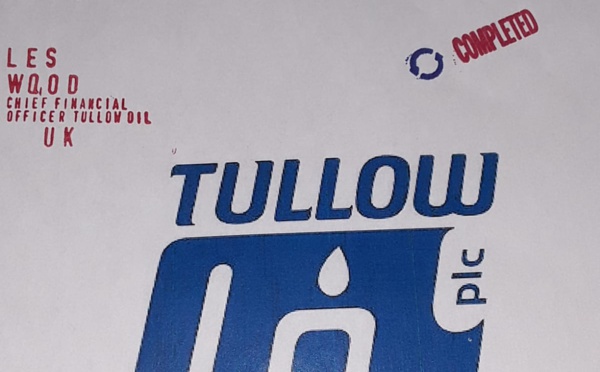 LES
WOOD
CHIEF FINANCIAL
OFFICER TULLOW OIL
UK
COMPLETED
TULLOW
plc